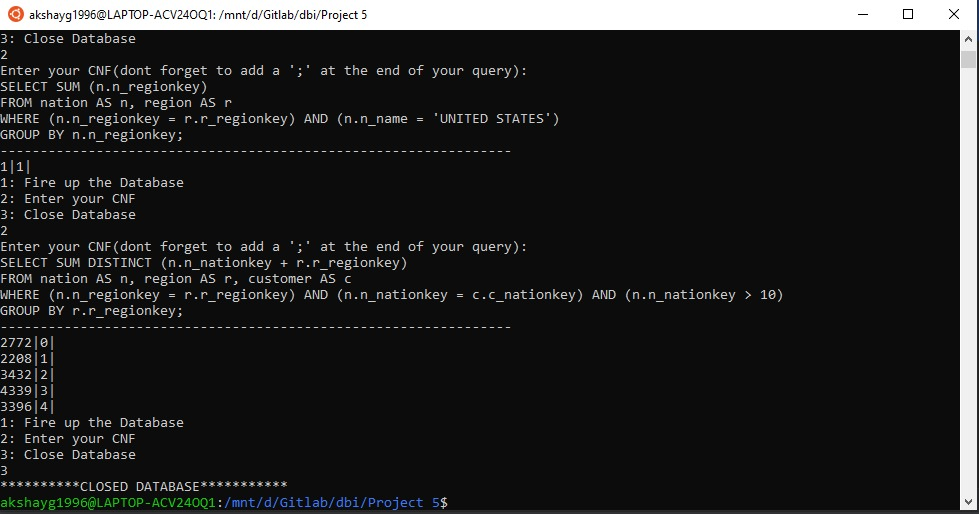 akshayg1996@LAPTOP-ACV24OQ1: /mnt/d/Gitlab/dbi/Project 5
3: Close Database
2
Enter your CNF(dont forget to add a ';' at the end of your query):
SELECT SUM (n.n_regionkey)
FROM nation AS n, region AS r
WHERE (n.n_regionkey = r.r_regionkey) AND (n.n_name = 'UNITED STATES')
GROUP BY n.n_regionkey;
----------------------------------------------------------------
1|1|
1: Fire up the Database
2: Enter your CNF
3: Close Database
2
Enter your CNF(dont forget to add a ';' at the end of your query):
SELECT SUM DISTINCT (n.n_nationkey + r.r_regionkey)
FROM nation AS n, region AS r, customer AS c
WHERE (n.n_regionkey = r.r_regionkey) AND (n.n_nationkey = c.c_nationkey) AND (n.n_nationkey > 10)
GROUP BY r.r_regionkey;
----------------------------------------------------------------
2772|0|
2208|1|
3432|2|
4339|3|
3396|4|
1: Fire up the Database
2: Enter your CNF
3: Close Database
3
**********CLOSED DATABASE***********
akshayg1996@LAPTOP-ACV24OQ1:/mnt/d/Gitlab/dbi/Project 5$